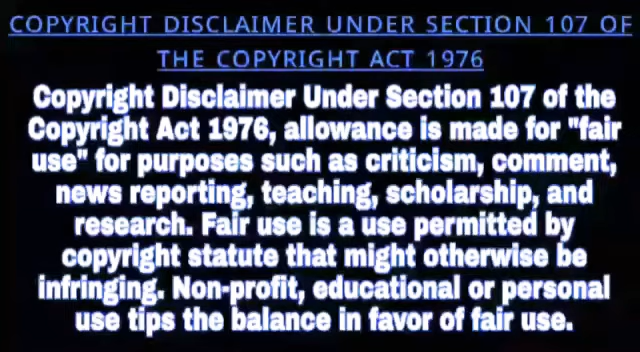 COPYRIGHT DISCLAIMER UNDER SECTION 107 OF
THE COPYRIGHT ACT 1976
Copyright Disclaimer Under Section 107 of the
Copyright Act 1976, allowance is made for "fair
use" for purposes such as criticism, comment,
news reporting, teaching, scholarship, and
research. Fair use is a use permitted by
copyright statute that might otherwise be
infringing. Non-profit, educational or personal
use tips the balance in favor of fair use.